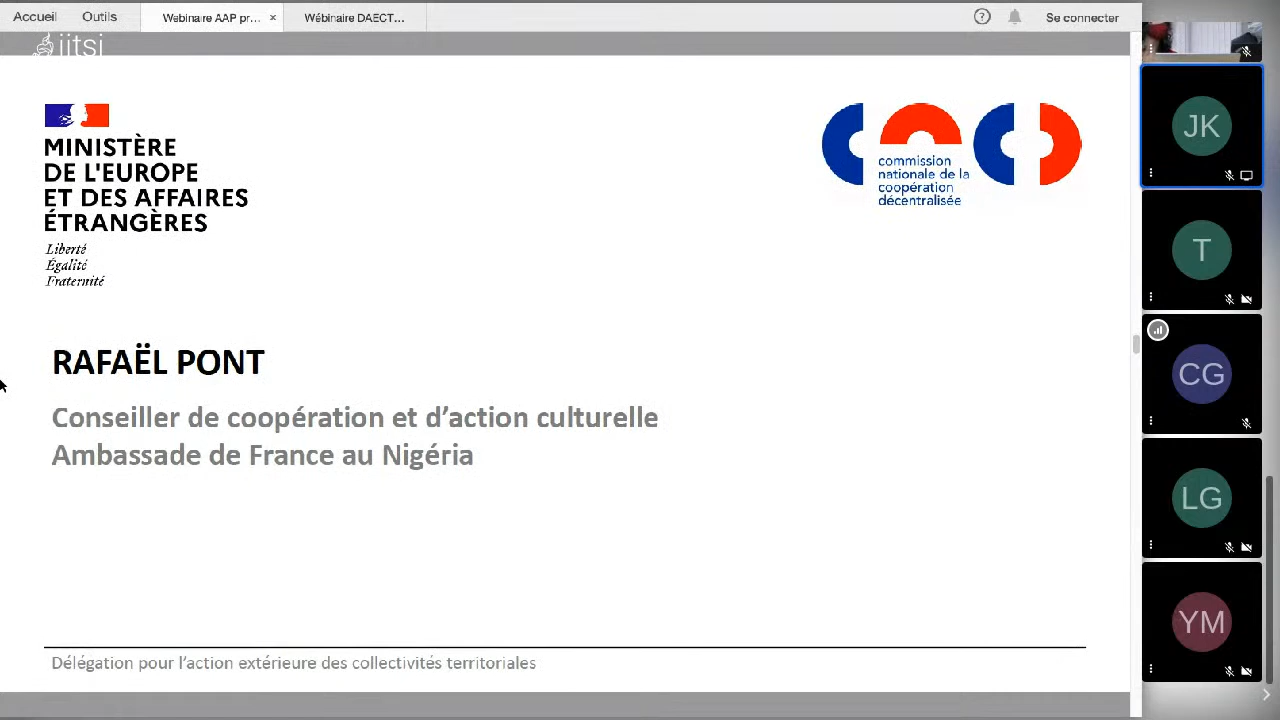 Accueil
Outils
Webinaire AAP pr...
Wébinaire DAECT...
Se connecter
jitsi
MINISTÈRE
DE L'EUROPE
ET DES AFFAIRES
ÉTRANGÈRES
Liberté
Égalité
Fraternité
commission
nationale de la
coopération
décentralisée
RAFAËL PONT
Conseiller de coopération et d’action culturelle
Ambassade de France au Nigéria
Délégation pour l’action extérieure des collectivités territoriales
JK
T
CG
LG
YM